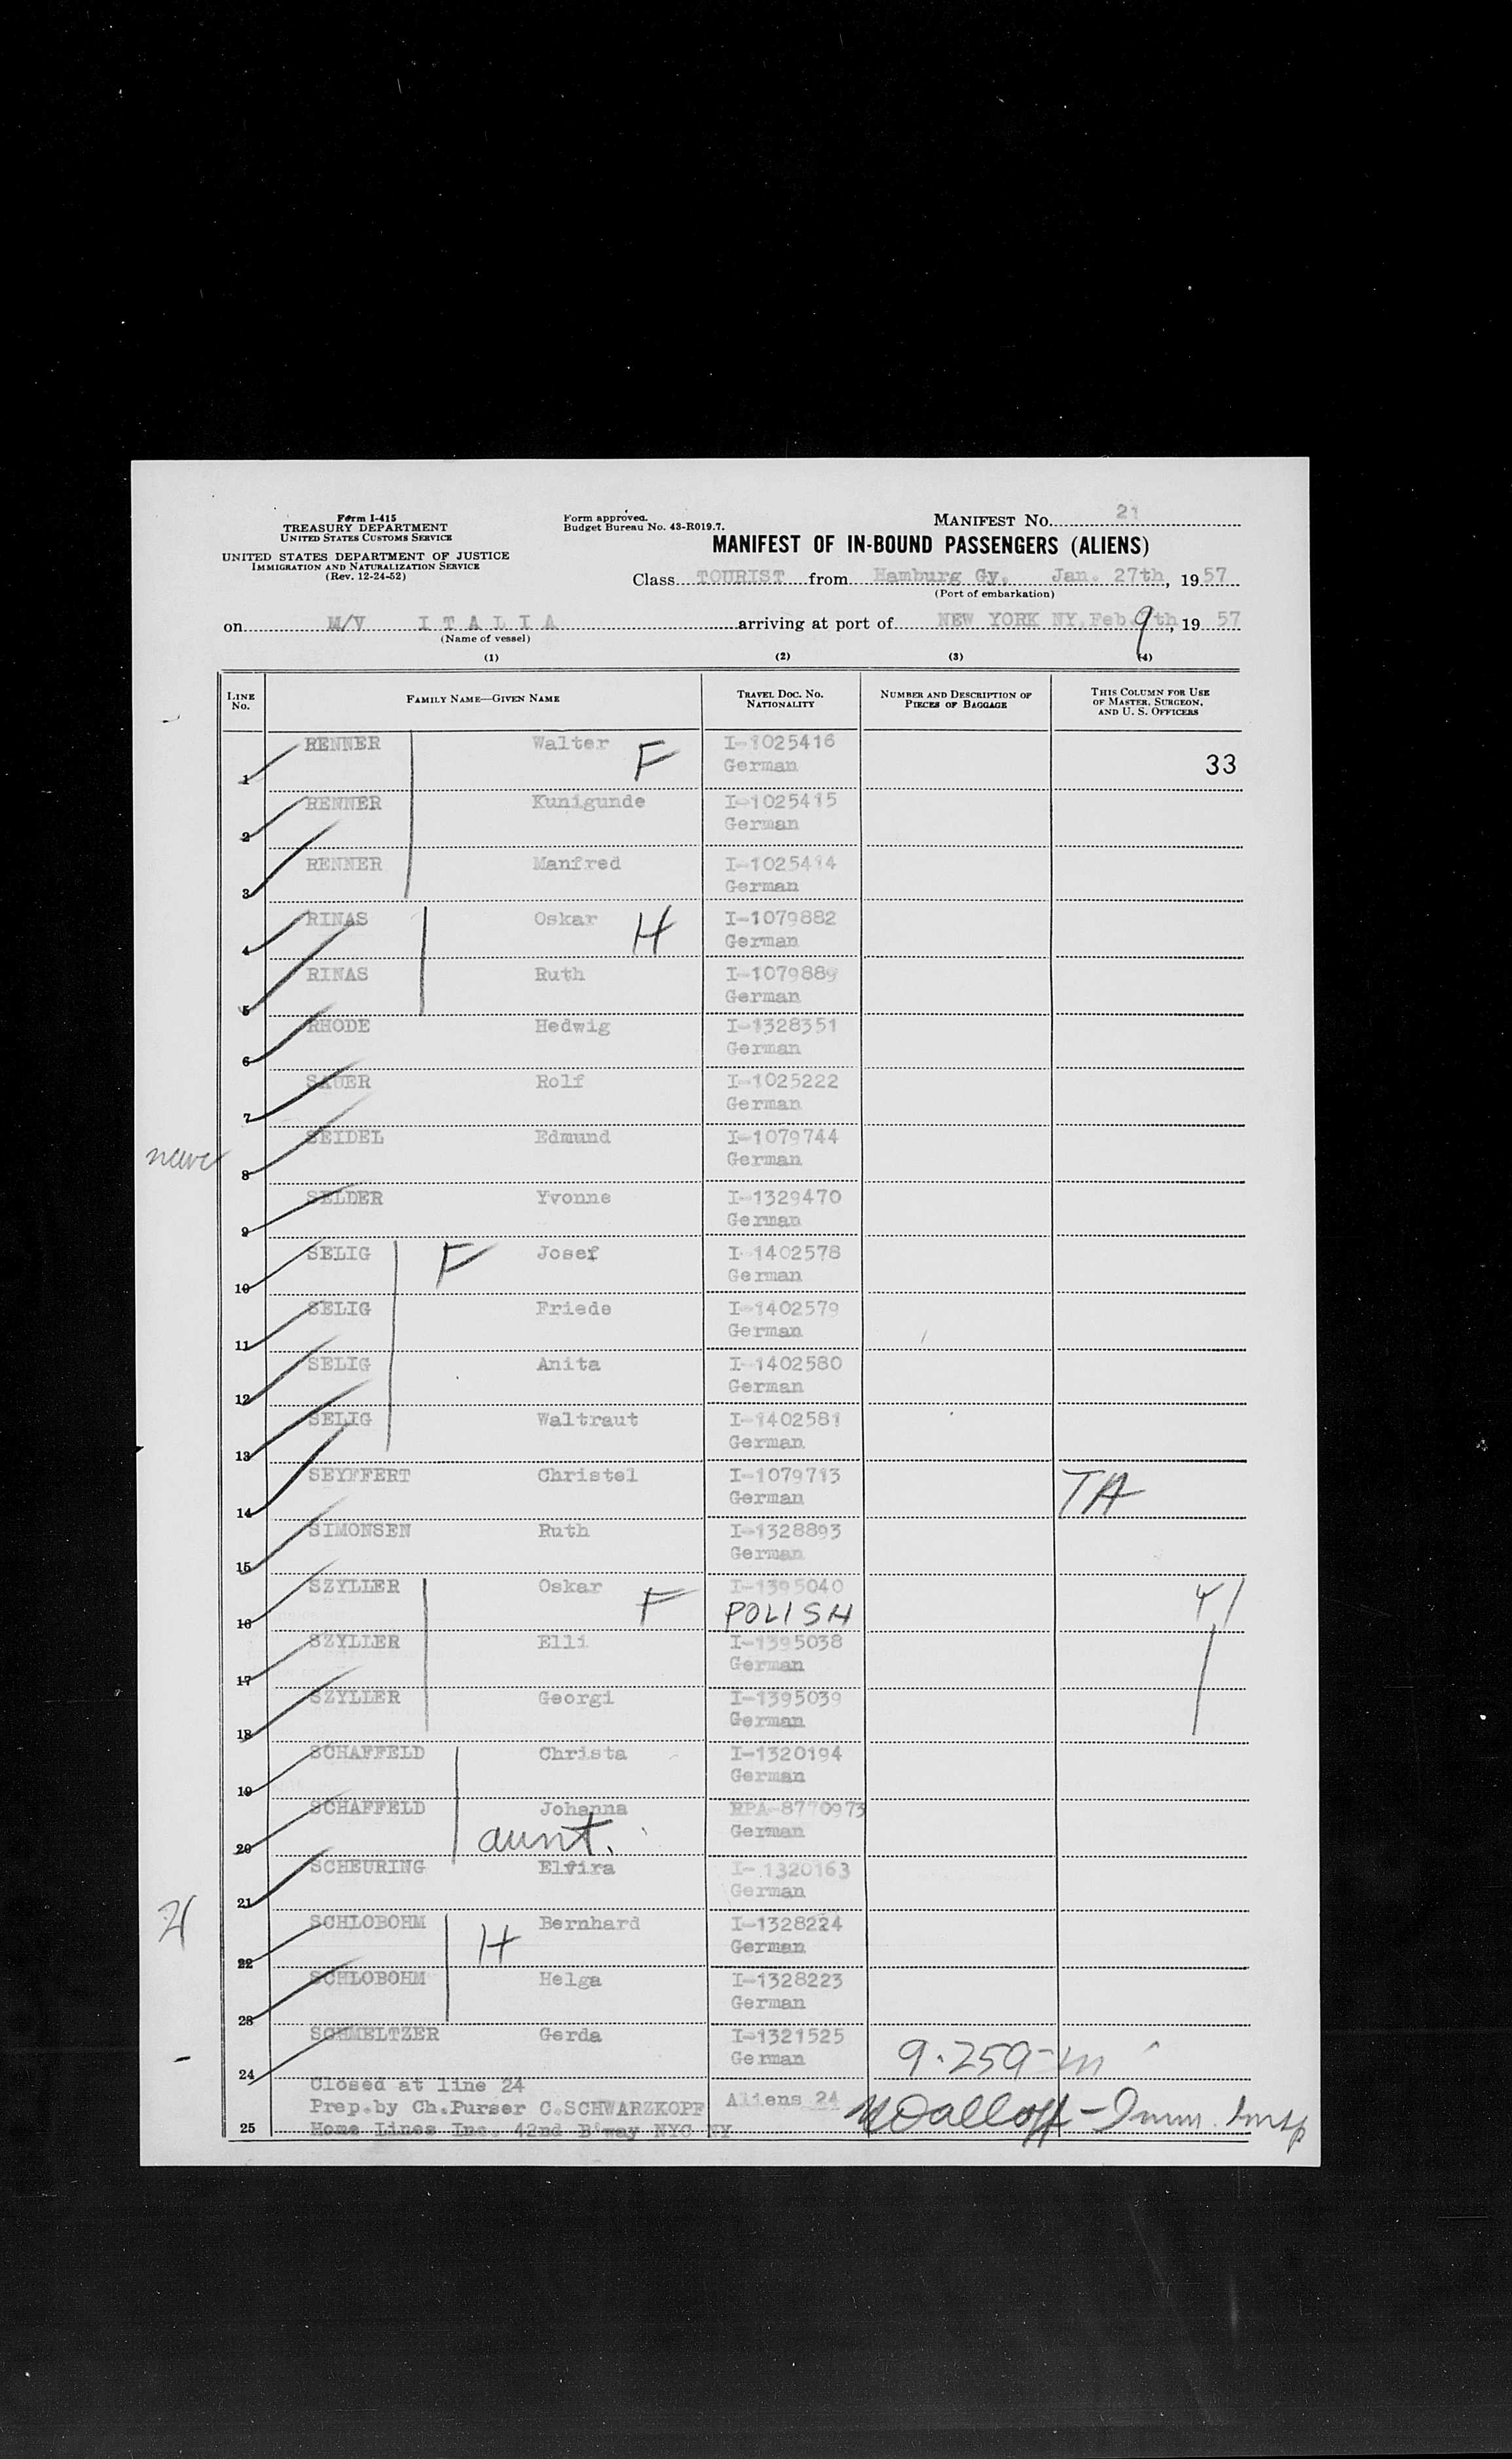 Form I-415
TREASURY DEPARTMENT
UNITED STATES CUSTOMS SERVICE
UNITED STATES DEPARTMENT OF JUSTICE
IMMIGRATION AND NATURALIZATION SERVICE
(Rev. 12-24-52)
Form approved.
Budget Bureau No. 43-R019.7.
MANIFEST No. 21
MANIFEST OF IN-BOUND PASSENGERS (ALIENS)
Class TOURIST from Hamburg Gy. Jan. 27th, 1957
(Port of embarkation)
on M/V ITALIA arriving at port of NEW YORK NY. Feb. 9th, 1957
(Name of vessel)
(1) (2) (3) (4)
LINE No. FAMILY NAME—GIVEN NAME TRAVEL DOC. NO. NATIONALITY NUMBER AND DESCRIPTION OF PIECES OF BAGGAGE THIS COLUMN FOR USE OF MASTER, SURGEON, AND U. S. OFFICERS
1 RENNER Walter F I-1025416 German 33
2 RENNER Kunigunde I-1025415 German
3 RENNER Manfred I-1025414 German
4 RINAS Oskar H I-1079882 German
5 RINAS Ruth I-1079889 German
6 RHODE Hedwig I-1328351 German
7 SAUER Rolf I-1025222 German
8 SEIDEL Edmund I-1079744 German
9 SELDER Yvonne I-1329470 German
10 SELIG F Josef I-1402578 German
11 SELIG Friede I-1402579 German
12 SELIG Anita I-1402580 German
13 SELIG Waltraut I-1402581 German
14 SEYFFERT Christel I-1079713 German TA
15 SIMONSEN Ruth I-1328893 German
16 SZYLLER Oskar F I-1395040 POLISH
17 SZYLLER Elli I-1395038 German
18 SZYLLER Georgi I-1395039 German
19 SCHAFFELD Christa I-1320194 German
20 SCHAFFELD Johanna aunt. RPA-8770973 German
21 SCHEURING Elfira I-1320163 German
22 SCHLOBOHM H Bernhard I-1328224 German
23 SCHLOBOHM Helga I-1328223 German
24 SCHMELTZER Gerda I-1321525 German 9.259-m
Closed at line 24
Prep.by Ch.Purser C.SCHWARZKOPF Aliens 24
25 Home Lines Inc. 42nd B'way NYC NY